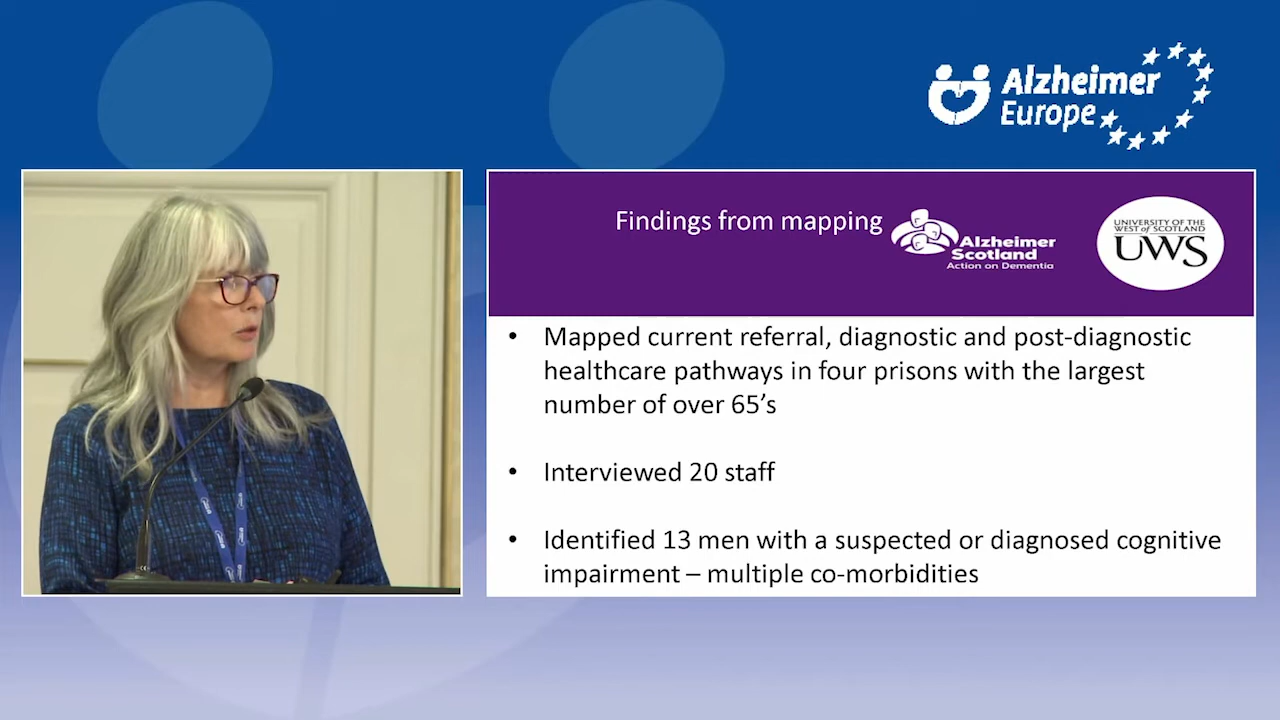 Alzheimer
Europe
Findings from mapping
Alzheimer
Scotland
Action on Dementia
UNIVERSITY OF THE
WEST of SCOTLAND
UWS
• Mapped current referral, diagnostic and post-diagnostic
healthcare pathways in four prisons with the largest
number of over 65’s
• Interviewed 20 staff
• Identified 13 men with a suspected or diagnosed cognitive
impairment – multiple co-morbidities